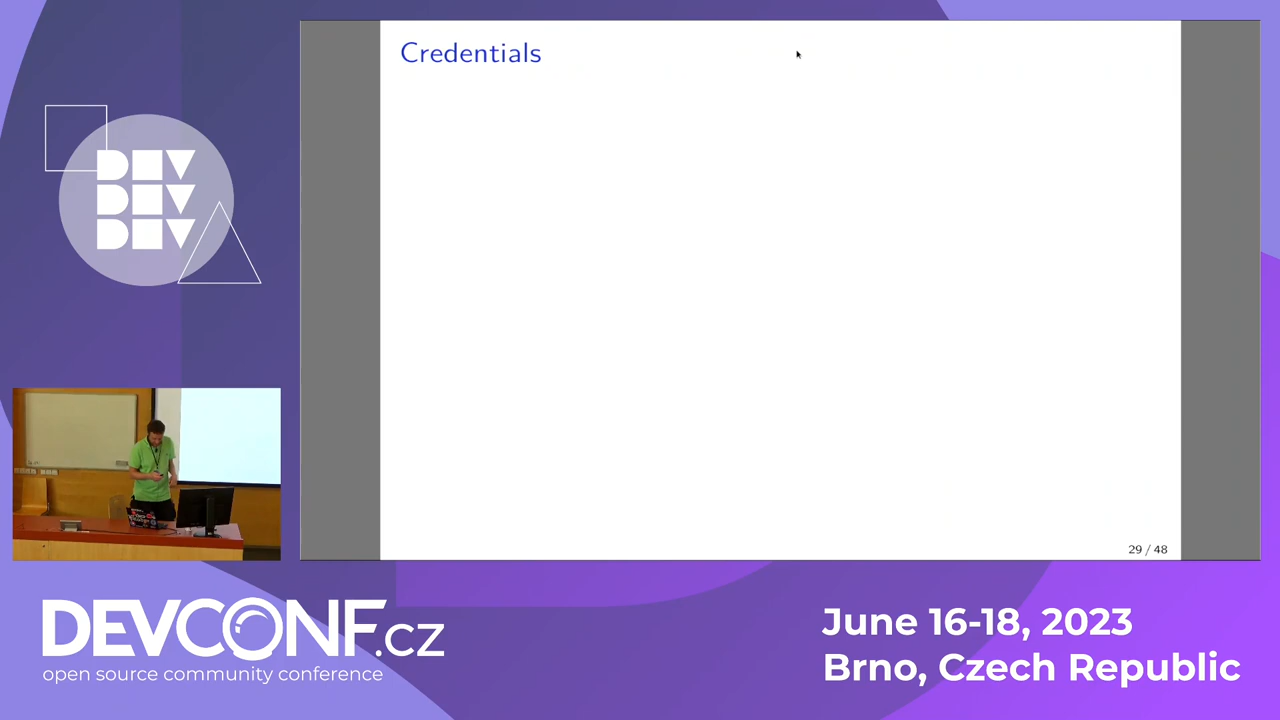 Credentials
29 / 48
DEV
DEV
DEV
DEVCONF.cz
open source community conference
June 16-18, 2023
Brno, Czech Republic